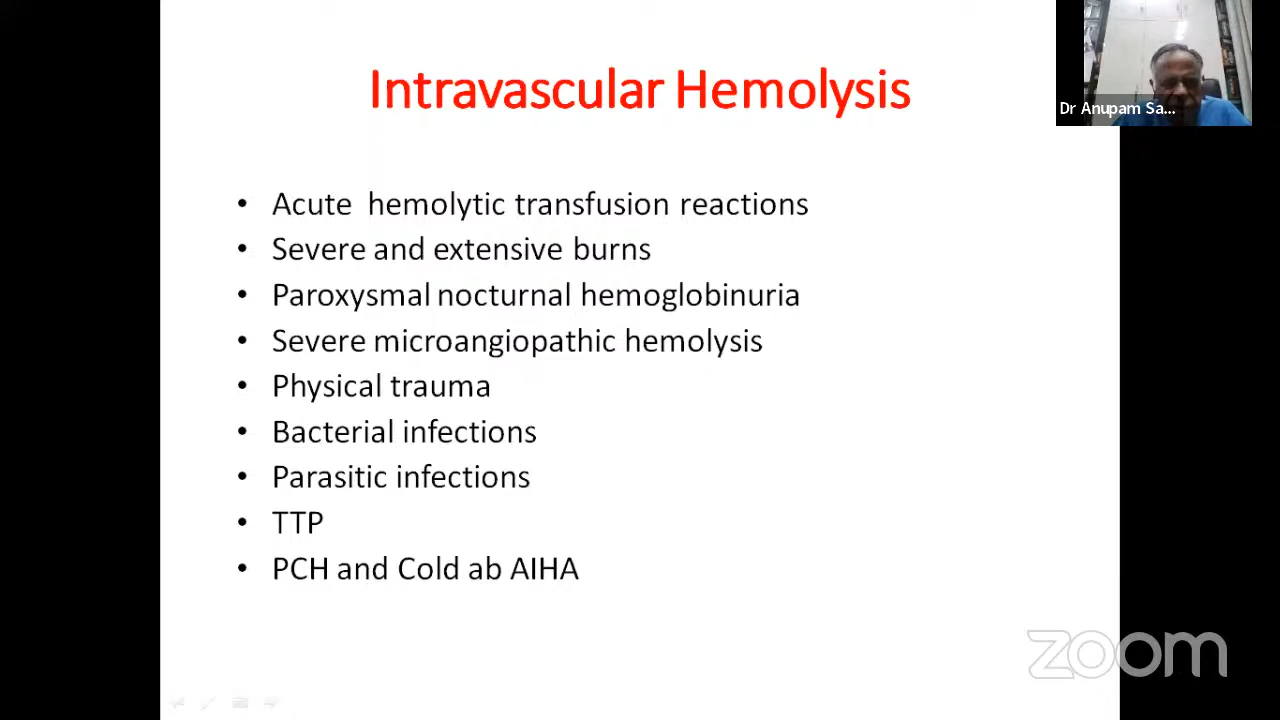 Intravascular Hemolysis
Dr Anupam Sa...
• Acute hemolytic transfusion reactions
• Severe and extensive burns
• Paroxysmal nocturnal hemoglobinuria
• Severe microangiopathic hemolysis
• Physical trauma
• Bacterial infections
• Parasitic infections
• TTP
• PCH and Cold ab AIHA
zoom